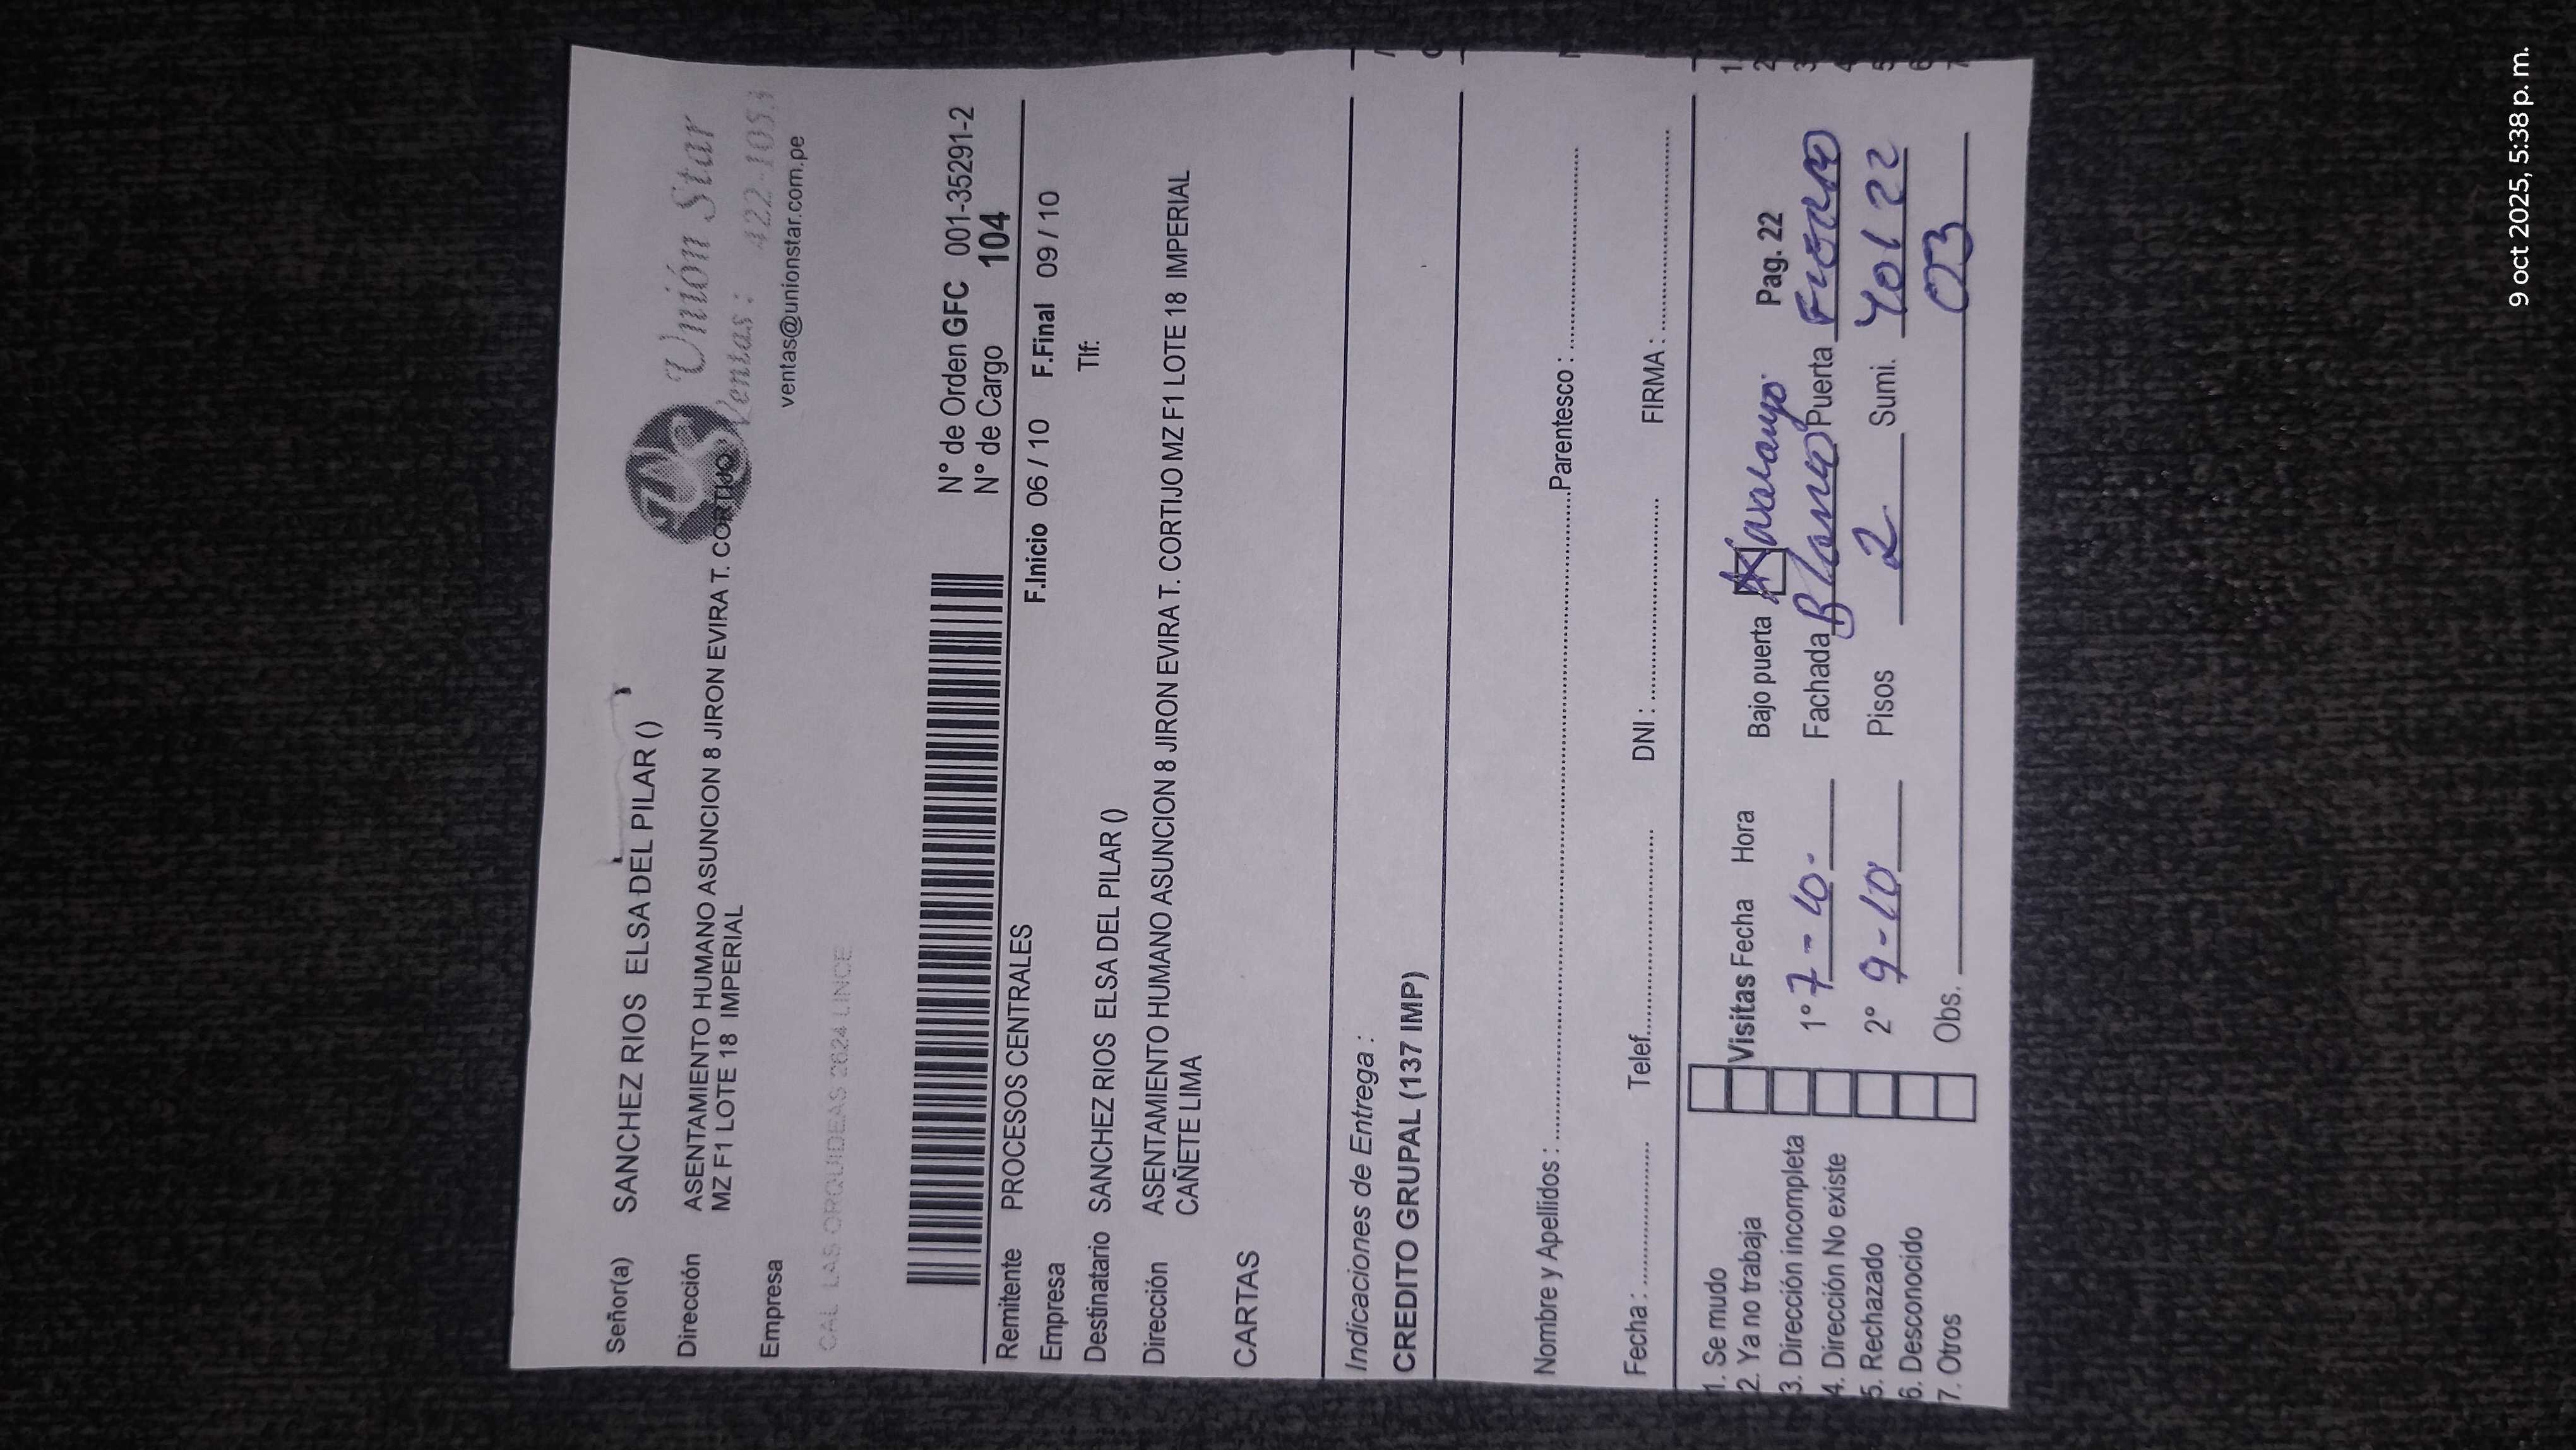 Señor(a) SANCHEZ RIOS ELSA DEL PILAR ()
Dirección ASENTAMIENTO HUMANO ASUNCION 8 JIRON EVIRA T. CORTIJO
MZ F1 LOTE 18 IMPERIAL
Empresa
Unión Star
Ventas: 422-1053
ventas@unionstar.com.pe
CAL LAS ORQUIDEAS 2624 LINCE
N° de Orden GFC 001-35291-2
N° de Cargo 104
Remitente PROCESOS CENTRALES
F.Inicio 06 / 10 F.Final 09 / 10
Empresa
Tlf:
Destinatario SANCHEZ RIOS ELSA DEL PILAR ()
Dirección ASENTAMIENTO HUMANO ASUNCION 8 JIRON EVIRA T. CORTIJO MZ F1 LOTE 18 IMPERIAL
CAÑETE LIMA
CARTAS
Indicaciones de Entrega :
CREDITO GRUPAL (137 IMP)
Nombre y Apellidos : Parentesco :
Fecha : Telef. DNI : FIRMA :
1. Se mudo
2. Ya no trabaja
3. Dirección incompleta
4. Dirección No existe
5. Rechazado
6. Desconocido
7. Otros
Visitas Fecha Hora
1° 7-10-
2° 9-10
Obs. 03
Bajo puerta Pag. 22
Fachada Blanco Puerta
Pisos 2 Sumi. 401 22
9 oct 2025, 5:38 p. m.